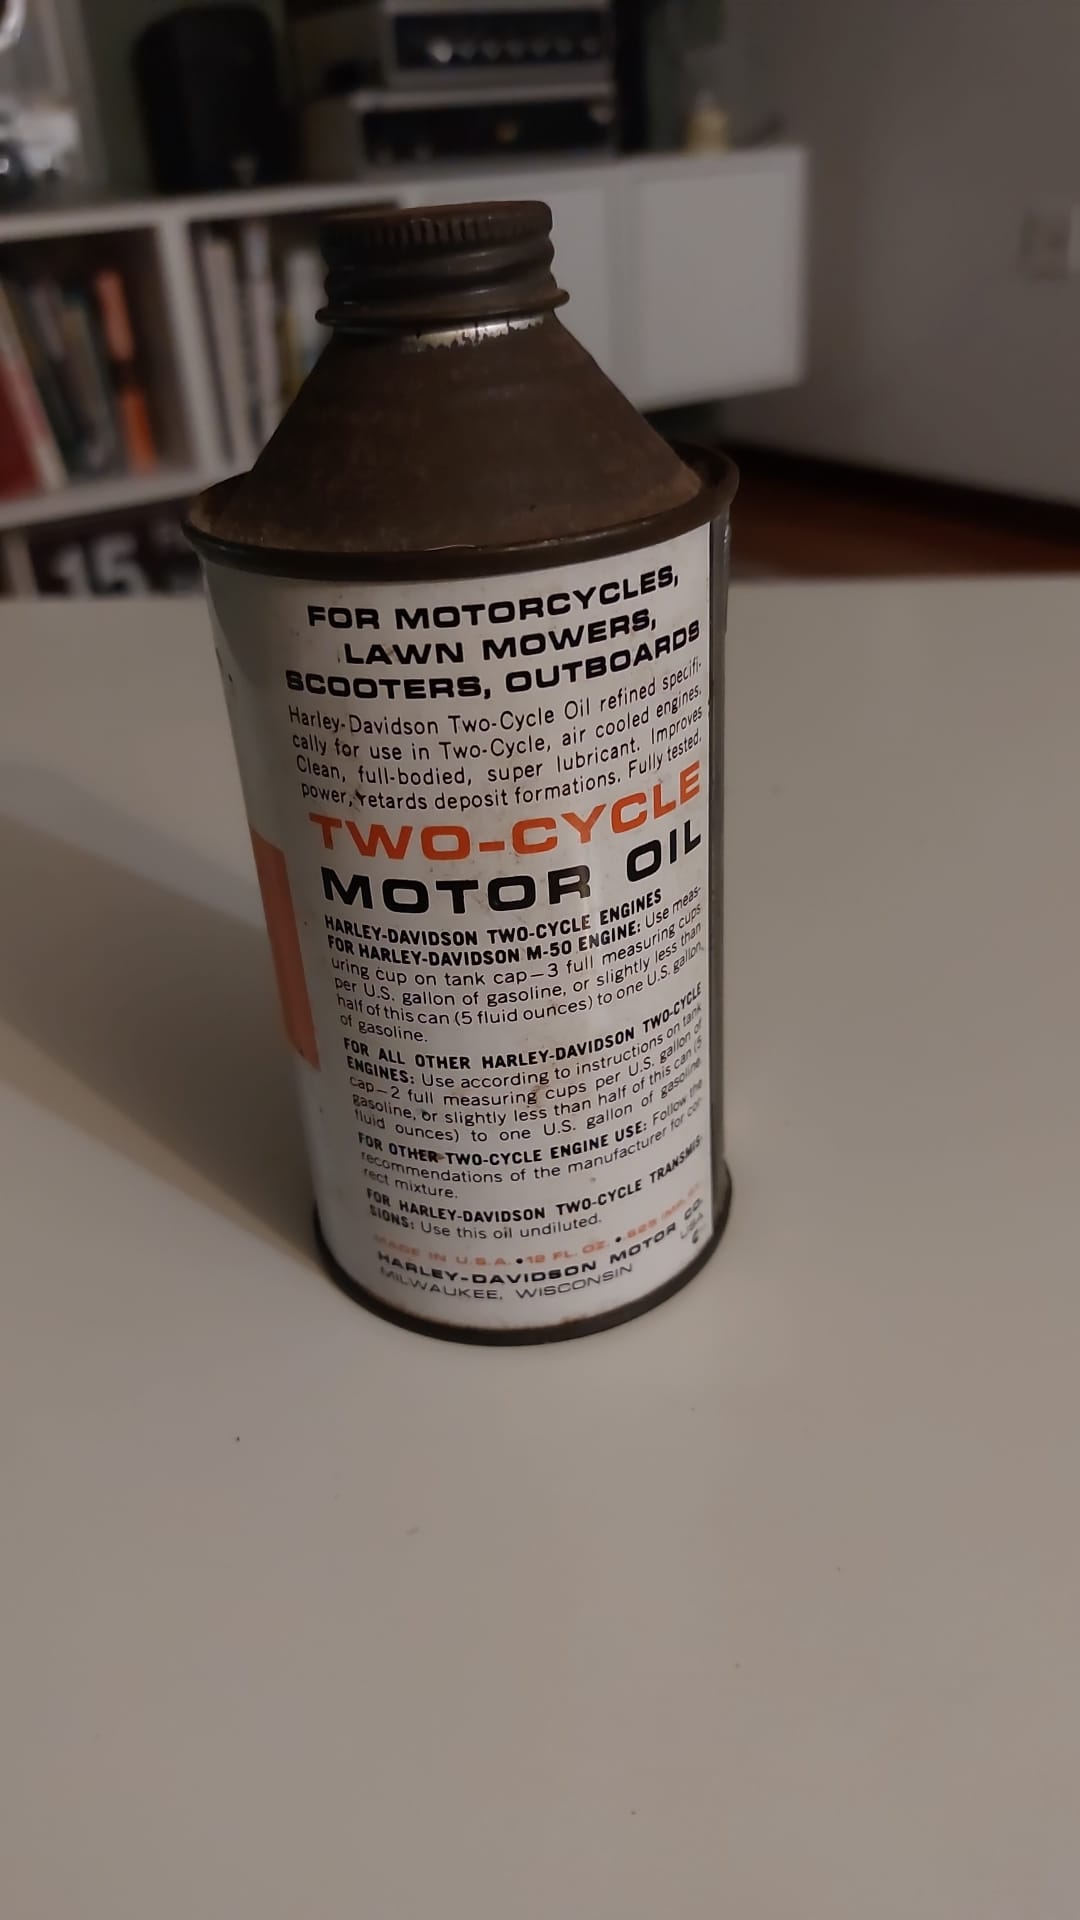 FOR MOTORCYCLES,
LAWN MOWERS,
SCOOTERS, OUTBOARDS
Harley-Davidson Two-Cycle Oil refined specifi-
cally for use in Two-Cycle, air cooled engines.
Clean, full-bodied, super lubricant. Improves
power, retards deposit formations. Fully tested.
TWO-CYCLE
MOTOR OIL
HARLEY-DAVIDSON TWO-CYCLE ENGINES
FOR HARLEY-DAVIDSON M-50 ENGINE: Use meas-
uring cup on tank cap—3 full measuring cups
per U.S. gallon of gasoline, or slightly less than
half of this can (5 fluid ounces) to one U.S. gallon
of gasoline.
FOR ALL OTHER HARLEY-DAVIDSON TWO-CYCLE
ENGINES: Use according to instructions on tank
cap—2 full measuring cups per U.S. gallon of
gasoline, or slightly less than half of this can (5
fluid ounces) to one U.S. gallon of gasoline.
FOR OTHER TWO-CYCLE ENGINE USE: Follow the
recommendations of the manufacturer for cor-
rect mixture.
FOR HARLEY-DAVIDSON TWO-CYCLE TRANSMIS-
SIONS: Use this oil undiluted.
MADE IN U.S.A. • 12 FL. OZ. •
HARLEY-DAVIDSON MOTOR CO.
MILWAUKEE, WISCONSIN USA
15